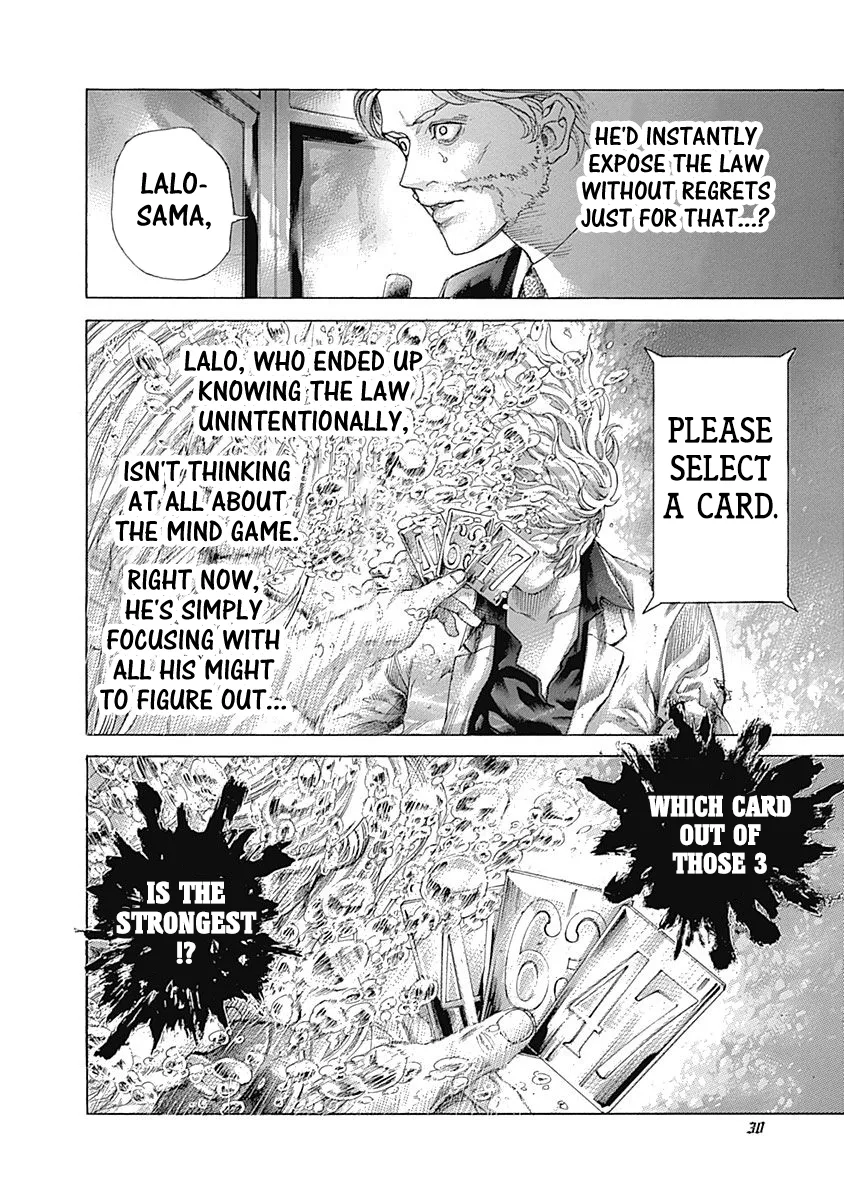 HE'D INSTANTLY
EXPOSE THE LAW
WITHOUT REGRETS
JUST FOR THAT...?
LALO-
SAMA,
PLEASE
SELECT
A CARD.
LALO, WHO ENDED UP
KNOWING THE LAW
UNINTENTIONALLY,
ISN'T THINKING
AT ALL ABOUT
THE MIND GAME.
RIGHT NOW,
HE'S SIMPLY
FOCUSING WITH
ALL HIS MIGHT
TO FIGURE OUT...
WHICH CARD
OUT OF
THOSE 3
IS THE
STRONGEST
!?
47
30